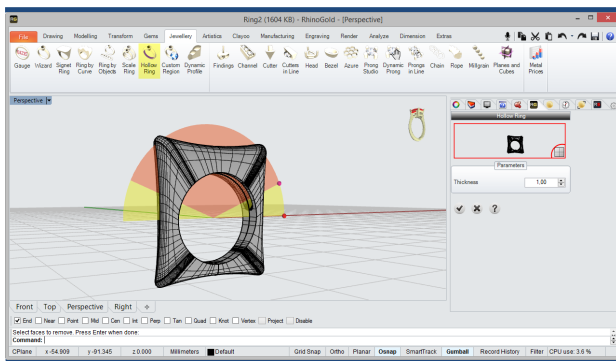 Ring2 (1604 KB) - RhinoGold - [Perspective]
File Drawing Modelling Transform Gems Jewellery Artistics Clayoo Manufacturing Engraving Render Analyze Dimension Extras
Gauge Wizard Signet Ring Ring by Curve Ring by Objects Scale Ring Hollow Ring Custom Region Dynamic Profile Findings Channel Cutter Cutters in Line Head Bezel Azure Prong Studio Dynamic Prong Prongs in Line Chain Rope Millgrain Planes and Cubes Metal Prices
Perspective
Hollow Ring
Parameters
Thickness 1.00
Front Top Perspective Right
End Near Point Mid Cen Int Perp Tan Quad Knot Vertex Project Disable
Select faces to remove. Press Enter when done:
Command:
CPlane x -54.909 y -91.345 z 0.000 Millimeters Default Grid Snap Ortho Planar Osnap SmartTrack Gumball Record History Filter CPU use: 3.6 %